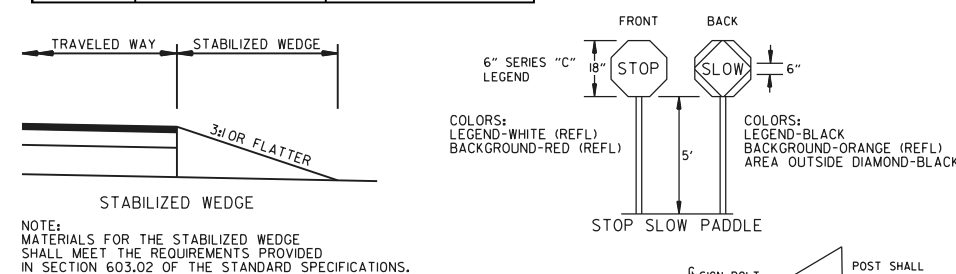 TRAVELED WAY
STABILIZED WEDGE
3:1 OR FLATTER
STABILIZED WEDGE
NOTE:
MATERIALS FOR THE STABILIZED WEDGE
SHALL MEET THE REQUIREMENTS PROVIDED
IN SECTION 603.02 OF THE STANDARD SPECIFICATIONS.
FRONT
BACK
6" SERIES "C"
LEGEND
18"
STOP
SLOW
6"
COLORS:
LEGEND-WHITE (REFL)
BACKGROUND-RED (REFL)
5'
COLORS:
LEGEND-BLACK
BACKGROUND-ORANGE (REFL)
AREA OUTSIDE DIAMOND-BLACK
STOP SLOW PADDLE
POST SHALL